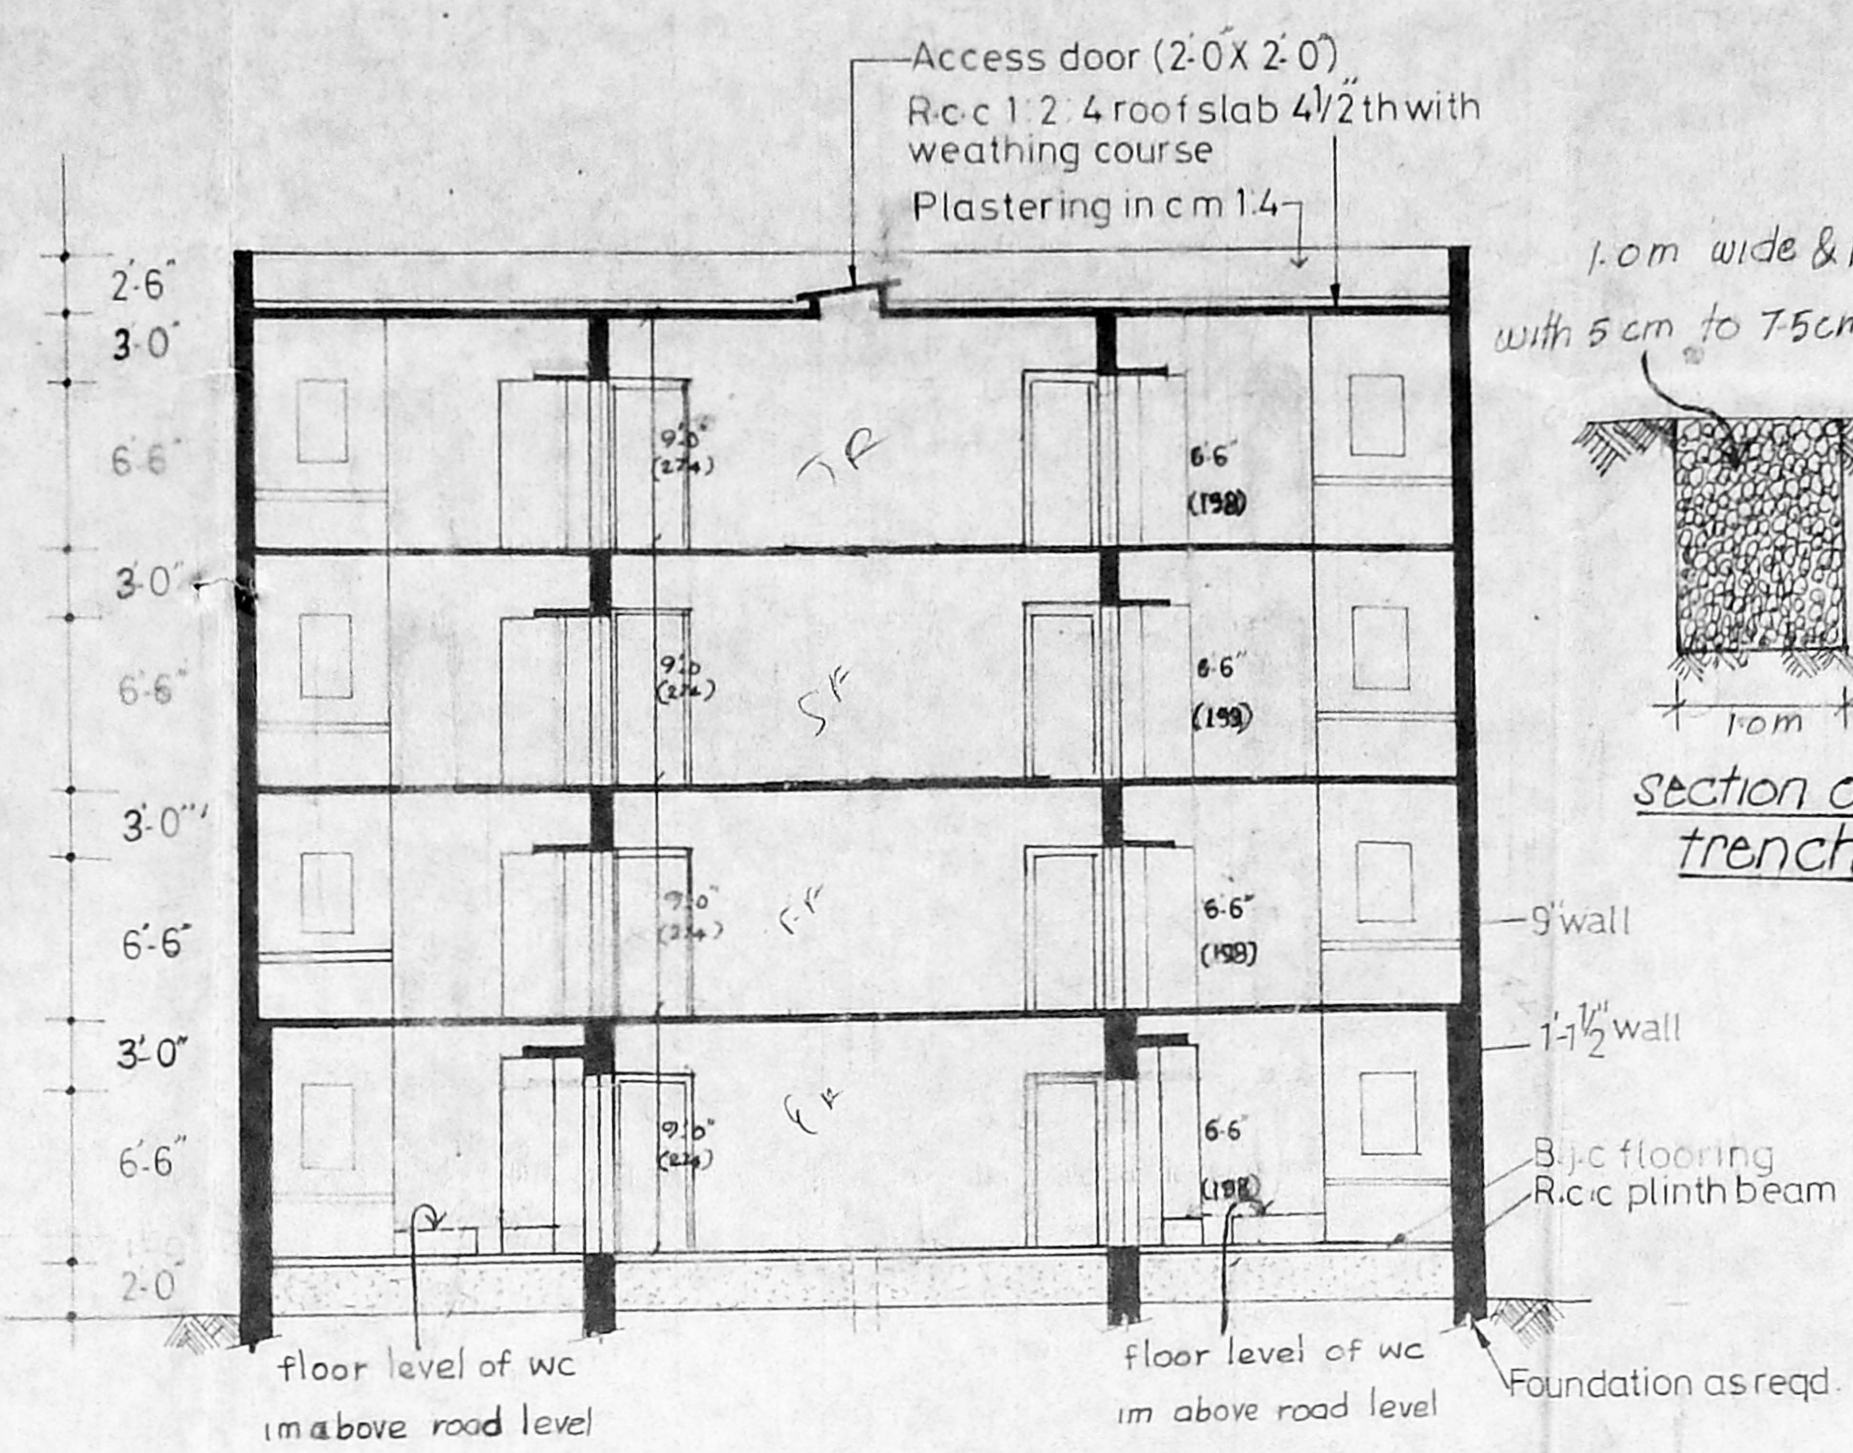 Access door (2'-0" X 2'-0")
R.c.c 1:2:4 roof slab 4½" th with
weathing course
Plastering in c m 1:4
1.0m wide &
with 5 cm to 7.5cm
1.0m
section
trench
9" wall
1'-1½" wall
B.j.c flooring
R.c.c plinth beam
Foundation as reqd.
2'-6"
3'-0"
6'-6"
3'-0"
6'-6"
3'-0"
6'-6"
3'-0"
6'-6"
2'-0"
9'-0"
(274)
TR
6'-6"
(198)
9'-0
(274)
SF
6'-6"
(199)
9'-0"
(274)
FF
6'-6"
(198)
9'-0"
(274)
6'-6"
(198)
floor level of wc
1m above road level
floor level of wc
1m above road level